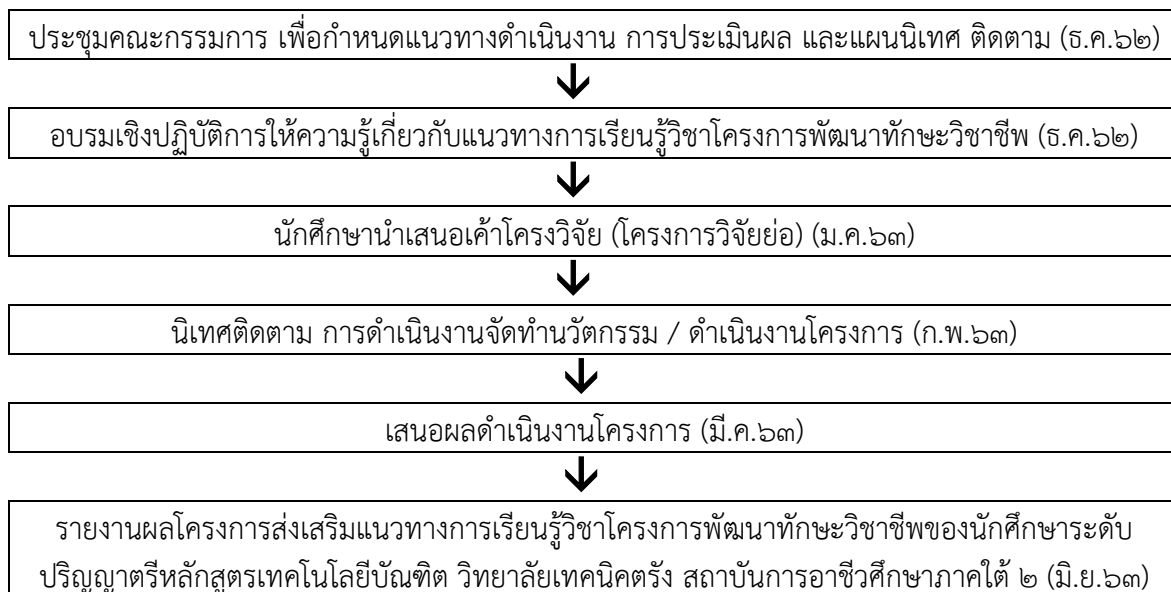 ประชุมคณะกรรมการ เพื่อกำหนดแนวทางดำเนินงาน การประเมินผล และแผนนิเทศ ติดตาม (ธ.ค.๖๒)
อบรมเชิงปฏิบัติการให้ความรู้เกี่ยวกับแนวทางการเรียนรู้วิชาโครงการพัฒนาทักษะวิชาชีพ (ธ.ค.๖๒)
นักศึกษานำเสนอเค้าโครงวิจัย (โครงการวิจัยย่อ) (ม.ค.๖๓)
นิเทศติดตาม การดำเนินงานจัดทำนวัตกรรม / ดำเนินงานโครงการ (ก.พ.๖๓)
เสนอผลดำเนินงานโครงการ (มี.ค.๖๓)
รายงานผลโครงการส่งเสริมแนวทางการเรียนรู้วิชาโครงการพัฒนาทักษะวิชาชีพของนักศึกษาระดับ
ปริญญาตรีหลักสูตรเทคโนโลยีบัณฑิต วิทยาลัยเทคนิคตรัง สถาบันการอาชีวศึกษาภาคใต้ ๒ (มิ.ย.๖๓)